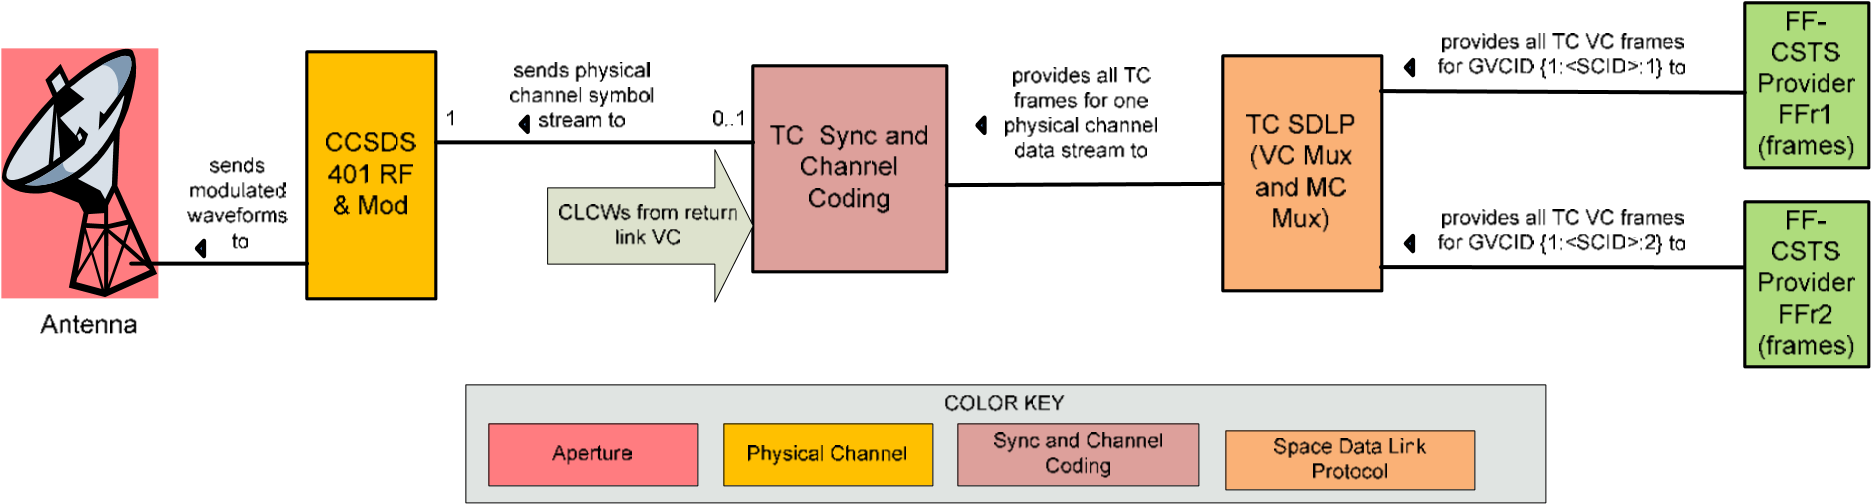 FF-
CSTS
Provider
FFr1
(frames)
provides all TC VC frames
for GVCID {1:<SCID>:1} to
sends physical
channel symbol
stream to
1
0..1
provides all TC
frames for one
physical channel
data stream to
CCSDS
401 RF
& Mod
TC  Sync and
Channel
Coding
TC SDLP
(VC Mux
and MC
Mux)
sends
modulated
waveforms
to
CLCWs from return
link VC
provides all TC VC frames
for GVCID {1:<SCID>:2} to
FF-
CSTS
Provider
FFr2
(frames)
Antenna
COLOR KEY
Aperture
Physical Channel
Sync and Channel
Coding
Space Data Link
Protocol